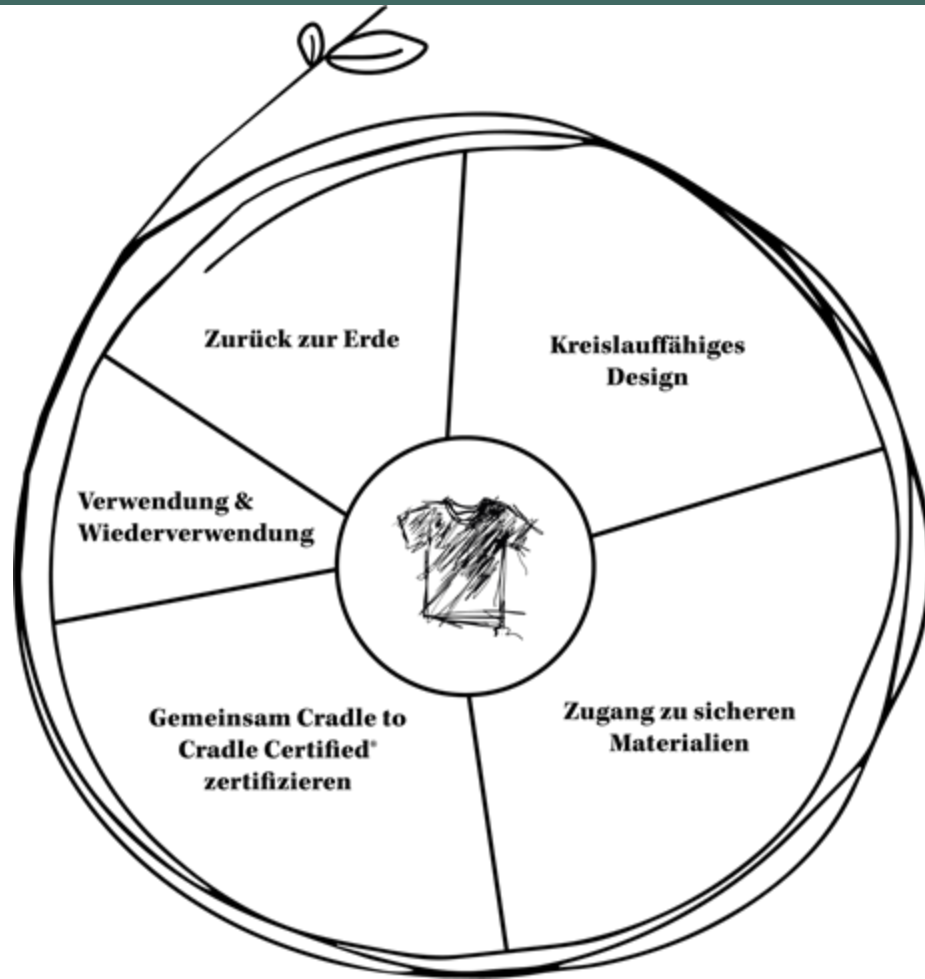 Zurück zur Erde
Kreislauffähiges
Design
Verwendung &
Wiederverwendung
Gemeinsam Cradle to
Cradle Certified®
zertifizieren
Zugang zu sicheren
Materialien